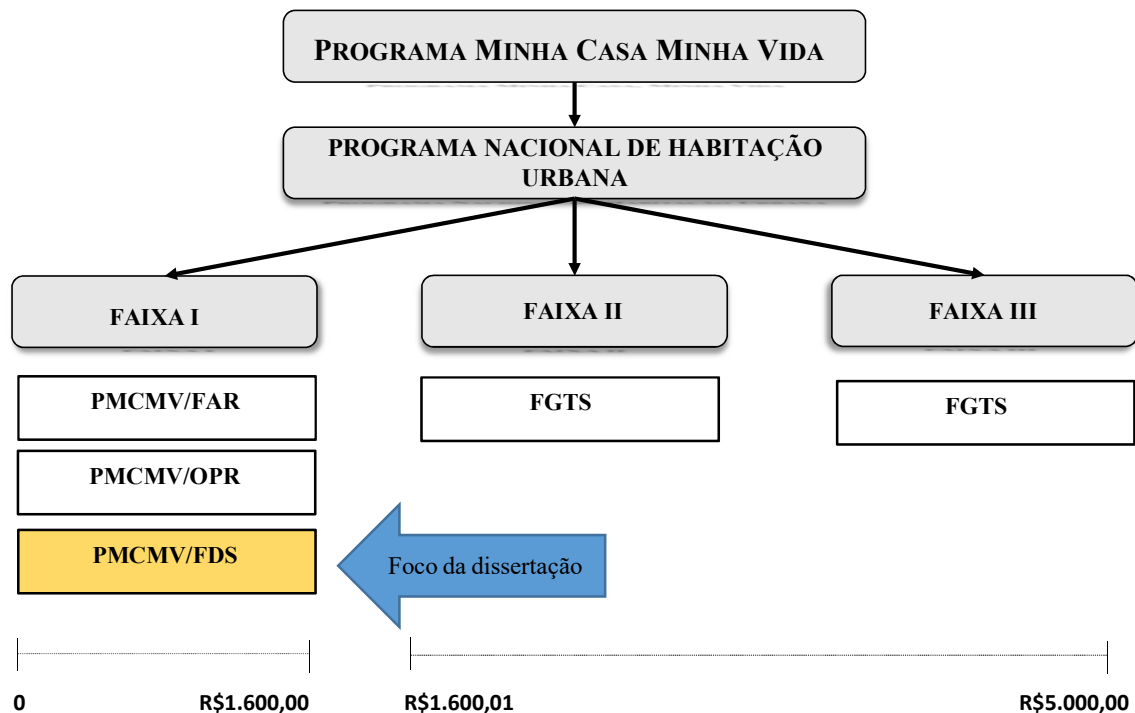 PROGRAMA MINHA CASA MINHA VIDA
PROGRAMA NACIONAL DE HABITAÇÃO
URBANA
FAIXA I
FAIXA II
FAIXA III
PMCMV/FAR
FGTS
FGTS
PMCMV/OPR
PMCMV/FDS
Foco da dissertação
0
R$1.600,00
R$1.600,01
R$5.000,00